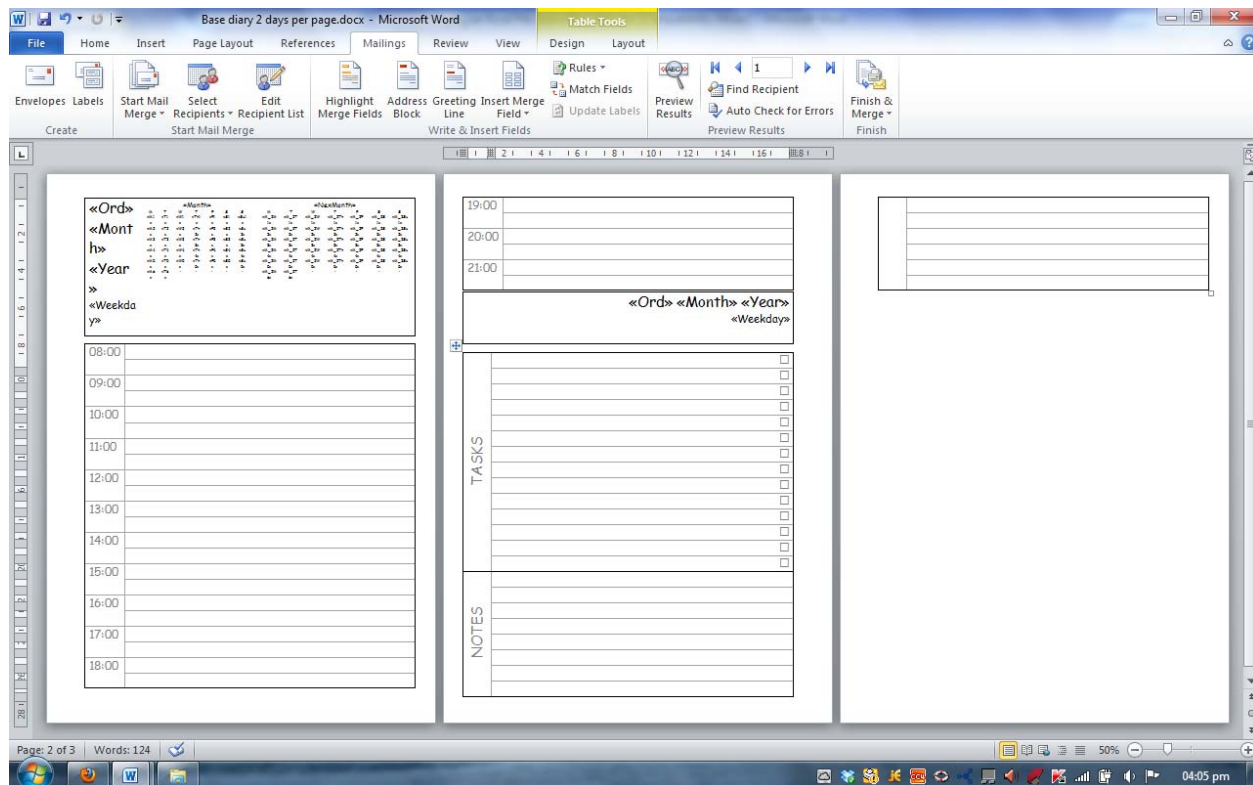 Base diary 2 days per page.docx - Microsoft Word
Table Tools
File Home Insert Page Layout References Mailings Review View Design Layout
Envelopes Labels
Create
Start Mail Merge Select Recipients Edit Recipient List
Start Mail Merge
Highlight Merge Fields Address Block Greeting Line Insert Merge Field
Rules
Match Fields
Update Labels
Write & Insert Fields
Preview Results
1
Find Recipient
Auto Check for Errors
Preview Results
Finish & Merge
Finish
«Ord»
«Mont
h»
«Year
»
«Weekda
y»
«Month»
«NexMonth»
08:00
09:00
10:00
11:00
12:00
13:00
14:00
15:00
16:00
17:00
18:00
19:00
20:00
21:00
«Ord» «Month» «Year»
«Weekday»
TASKS
NOTES
Page: 2 of 3 Words: 124
50%
04:05 pm